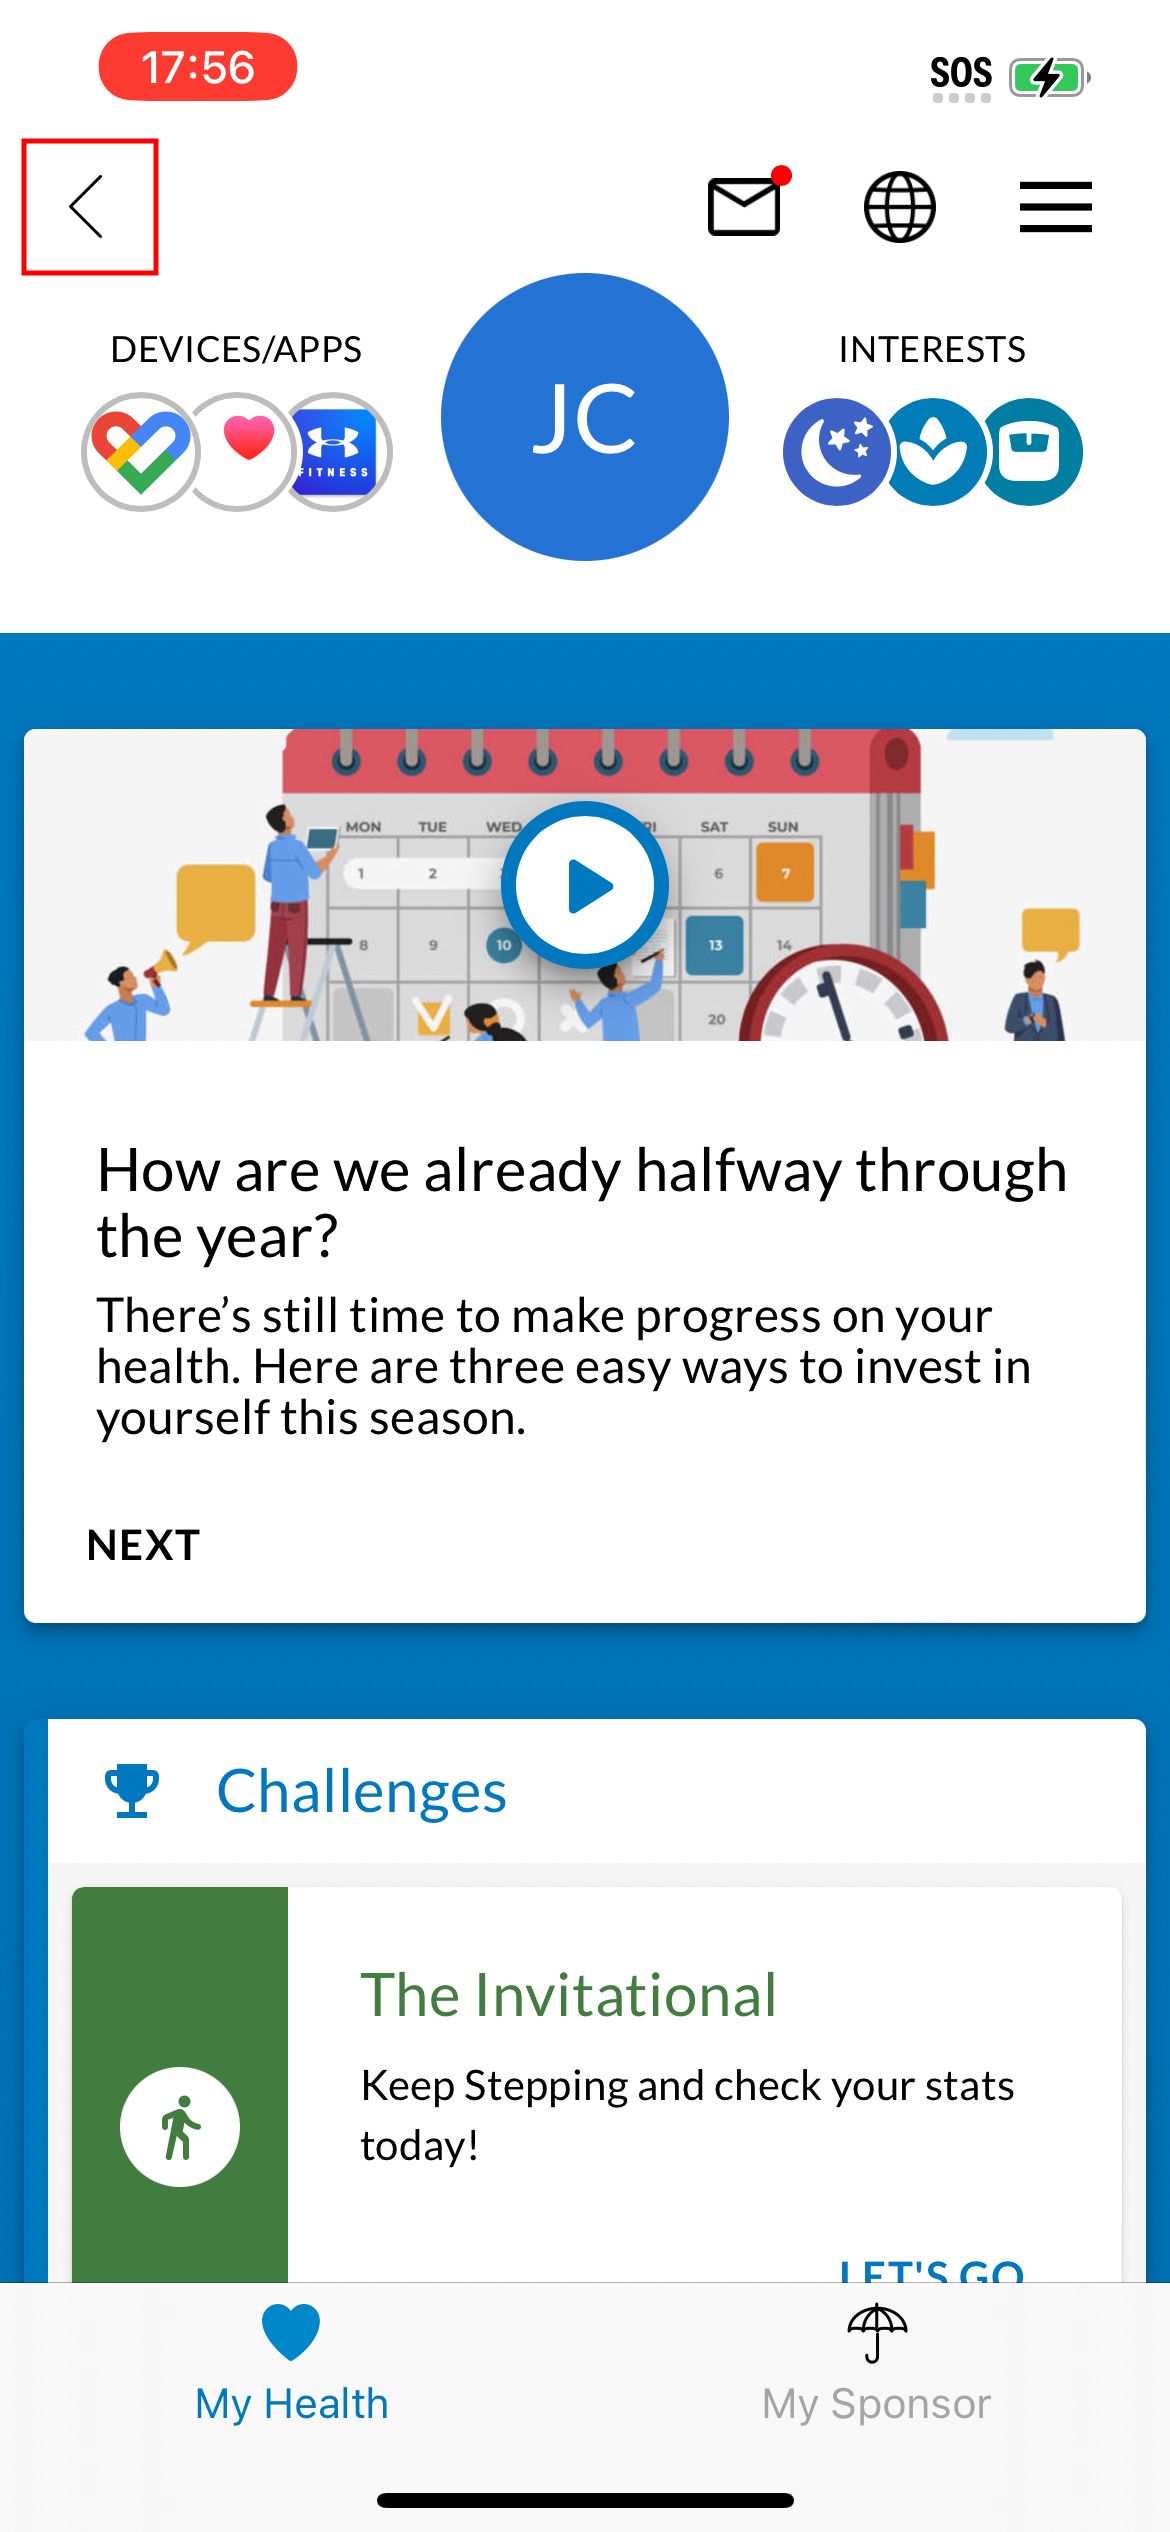 17:56
SOS
DEVICES/APPS
JC
INTERESTS
FITNESS
MON TUE WED SAT SUN
1 2 6 7
8 9 10 13 14
20
How are we already halfway through
the year?
There’s still time to make progress on your
health. Here are three easy ways to invest in
yourself this season.
NEXT
Challenges
The Invitational
Keep Stepping and check your stats
today!
LET'S GO
My Health
My Sponsor